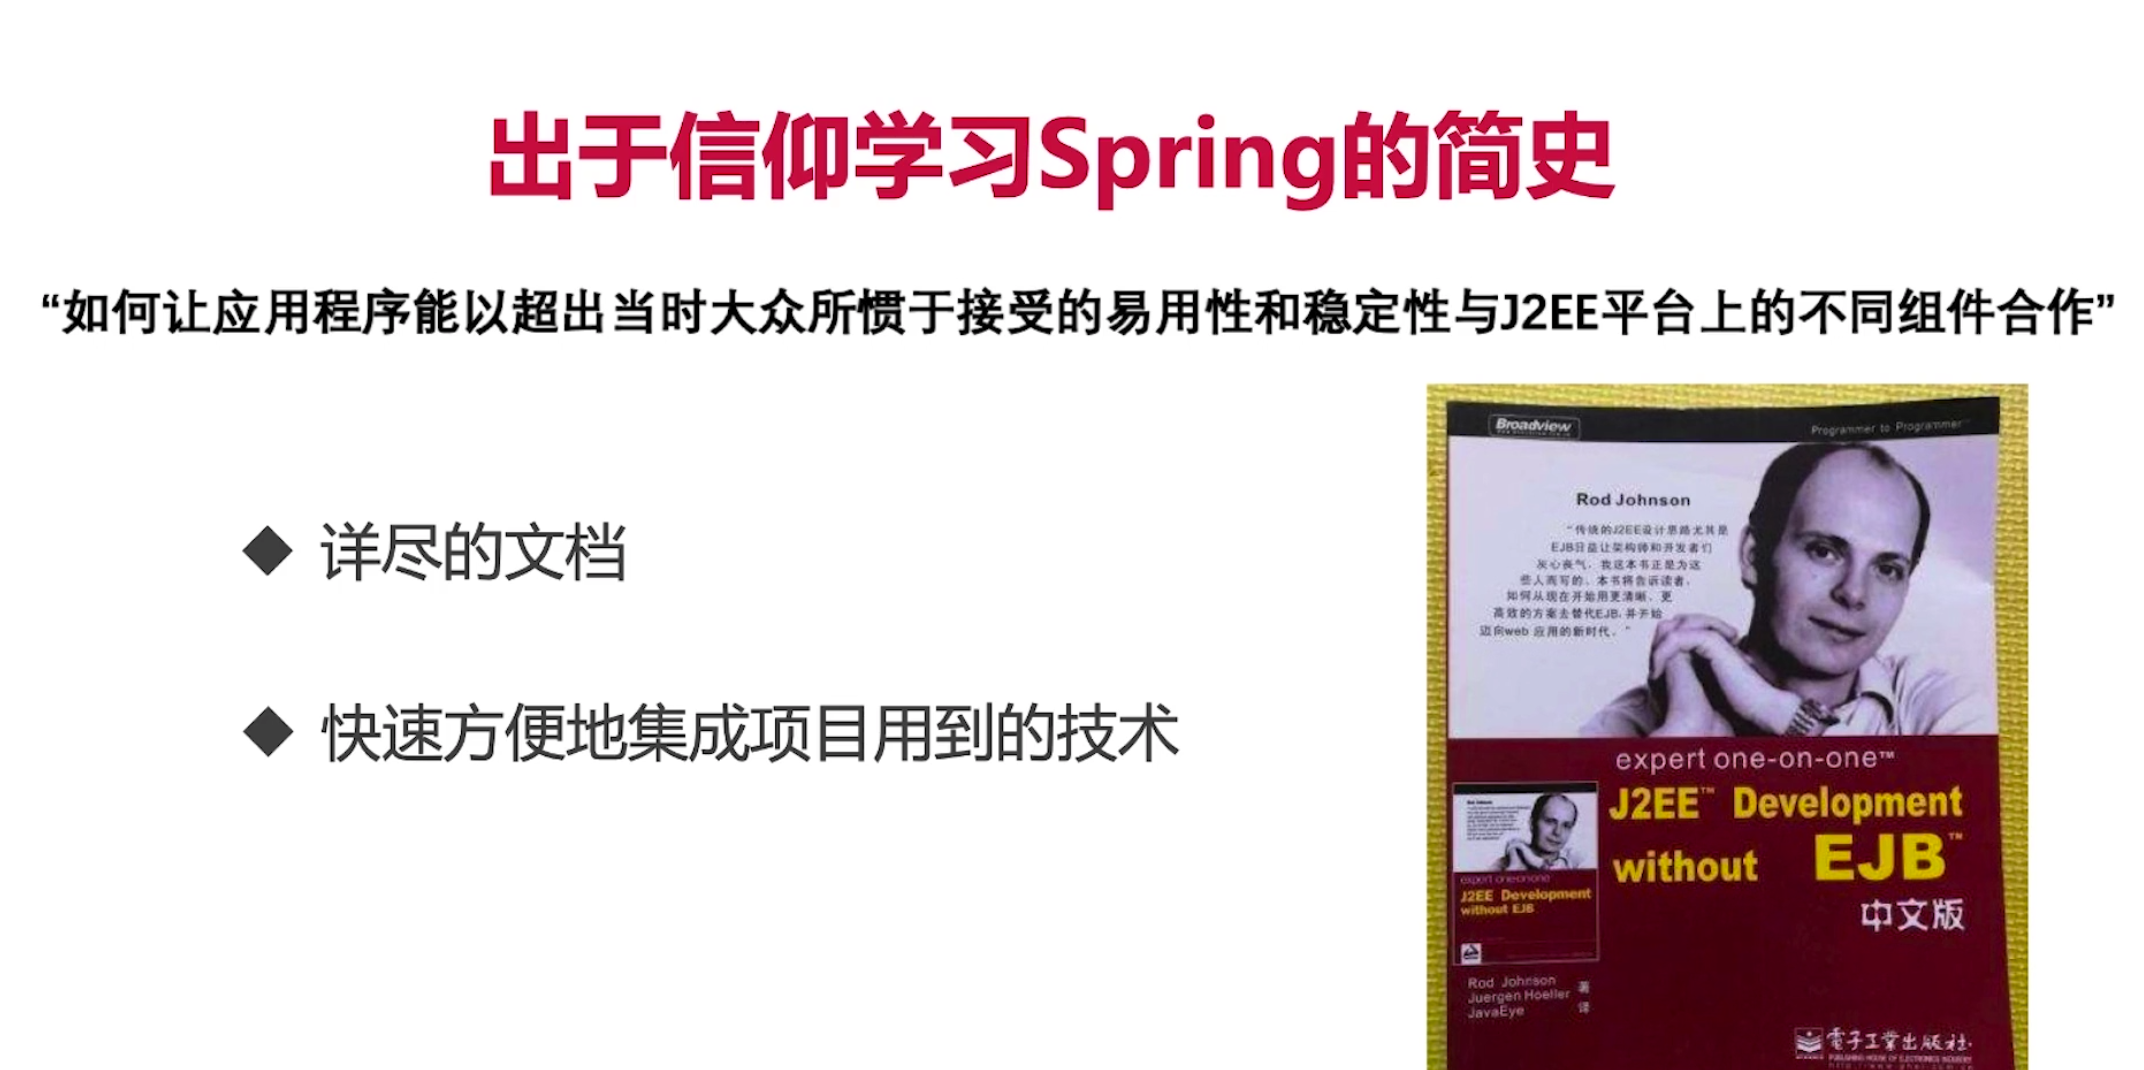 出于信仰学习Spring的简史
“如何让应用程序能以超出当时大众所惯于接受的易用性和稳定性与J2EE平台上的不同组件合作”
◆ 详尽的文档
◆ 快速方便地集成项目用到的技术
Broadview
Programmer to Programmer™
Rod Johnson
“传统的J2EE设计思路尤其是
EJB日益让架构师和开发者们
灰心丧气，我这本书正是为这
些人而写的。本书将告诉读者，
如何从现在开始用更清晰、更
高效的方案去替代EJB，并开始
迈向web 应用的新时代。”
expert one-on-one™
J2EE™ Development
without EJB™
中文版
expert one-on-one
J2EE Development
without EJB
Rod Johnson
Juergen Hoeller 著
JavaEye 译
電子工業出版社
PUBLISHING HOUSE OF ELECTRONICS INDUSTRY